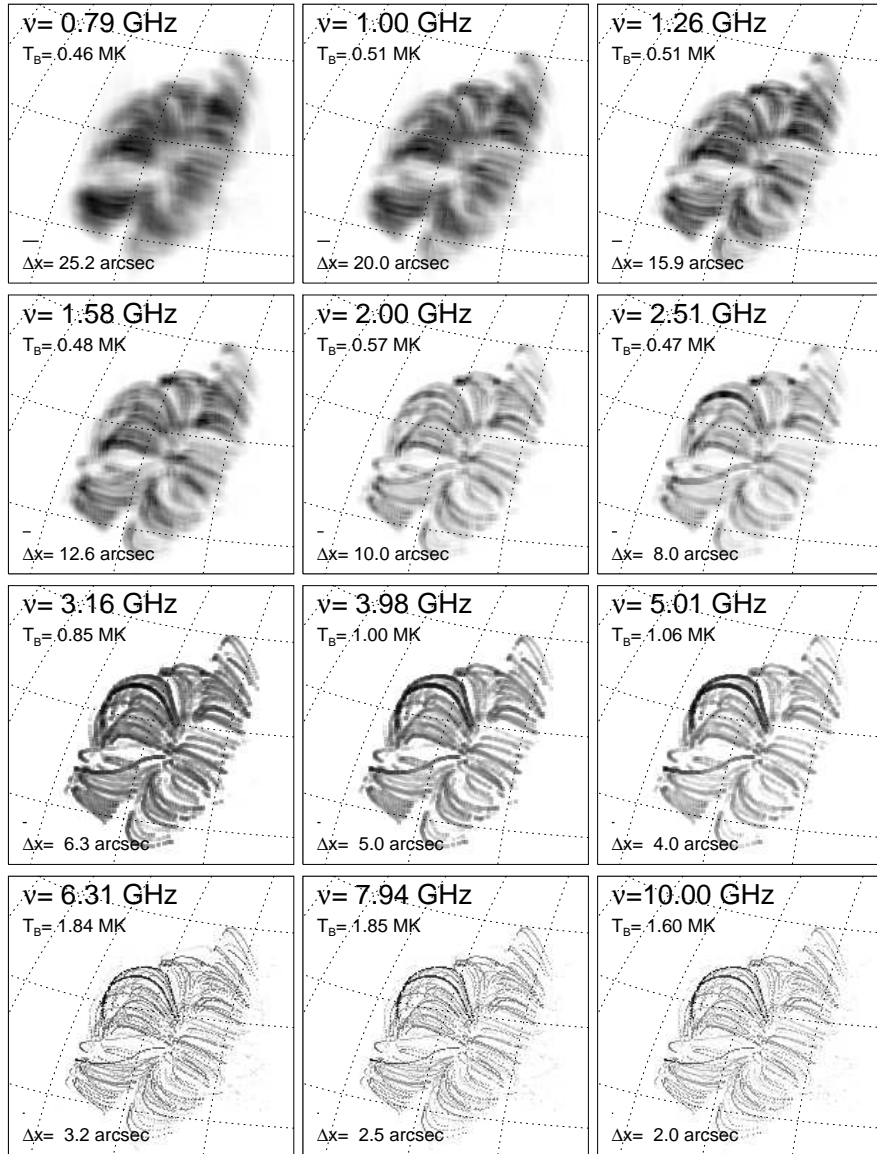 ν= 0.79 GHz
T_B= 0.46 MK
Δx= 25.2 arcsec
ν= 1.00 GHz
T_B= 0.51 MK
Δx= 20.0 arcsec
ν= 1.26 GHz
T_B= 0.51 MK
Δx= 15.9 arcsec
ν= 1.58 GHz
T_B= 0.48 MK
Δx= 12.6 arcsec
ν= 2.00 GHz
T_B= 0.57 MK
Δx= 10.0 arcsec
ν= 2.51 GHz
T_B= 0.47 MK
Δx= 8.0 arcsec
ν= 3.16 GHz
T_B= 0.85 MK
Δx= 6.3 arcsec
ν= 3.98 GHz
T_B= 1.00 MK
Δx= 5.0 arcsec
ν= 5.01 GHz
T_B= 1.06 MK
Δx= 4.0 arcsec
ν= 6.31 GHz
T_B= 1.84 MK
Δx= 3.2 arcsec
ν= 7.94 GHz
T_B= 1.85 MK
Δx= 2.5 arcsec
ν=10.00 GHz
T_B= 1.60 MK
Δx= 2.0 arcsec